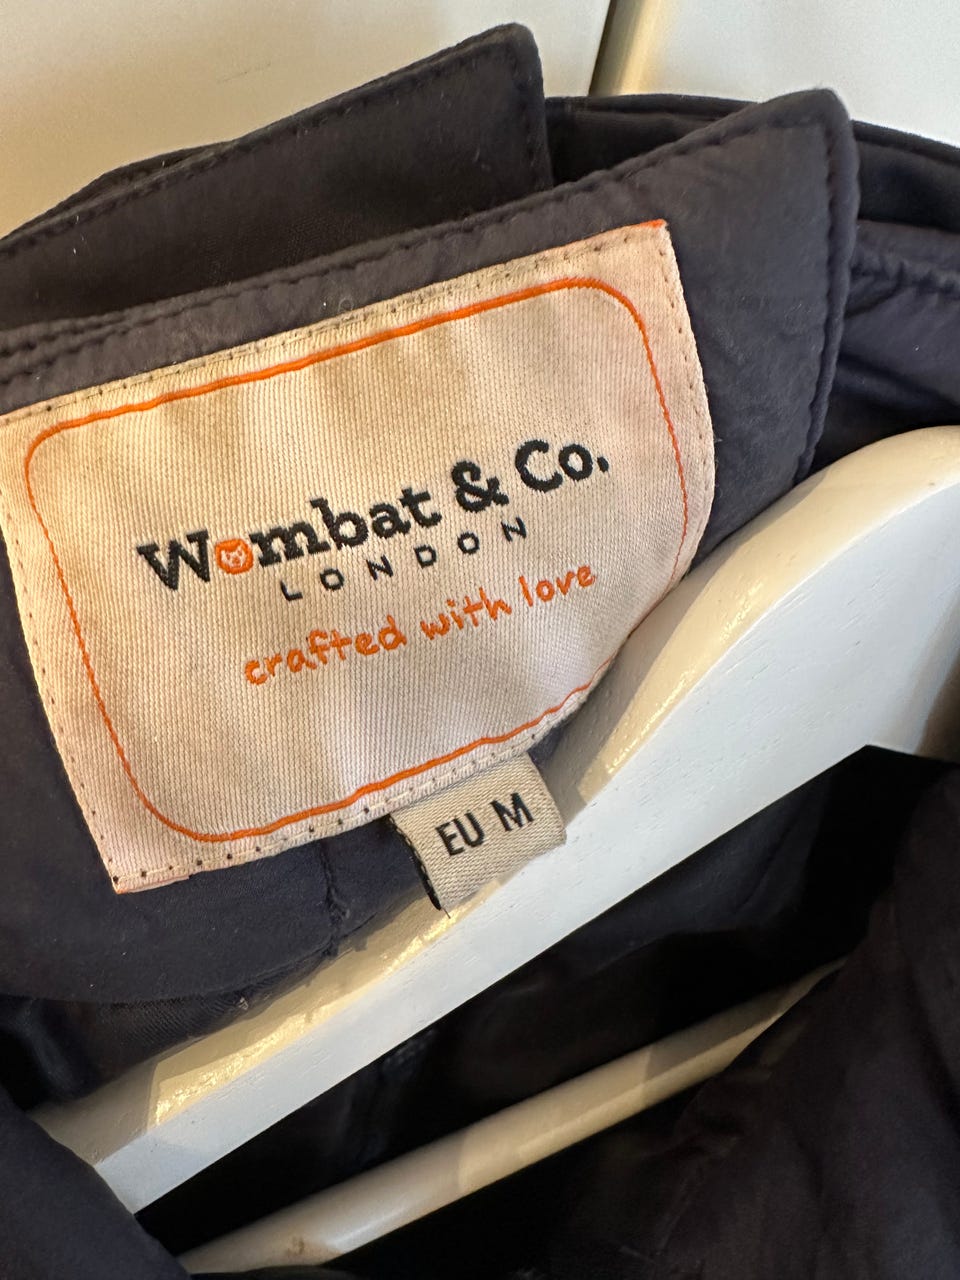 Wombat & Co.
LONDON
crafted with love
EU M